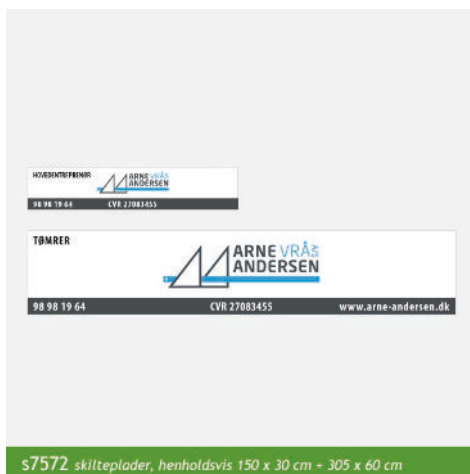 HOVEDENTREPRENØR
ARNE VRÅ A/S
ANDERSEN
98 98 19 64 CVR 27083455
TØMRER
ARNE VRÅ A/S
ANDERSEN
98 98 19 64 CVR 27083455 www.arne-andersen.dk
s7572 skilteplader, henholdsvis 150 x 30 cm + 305 x 60 cm